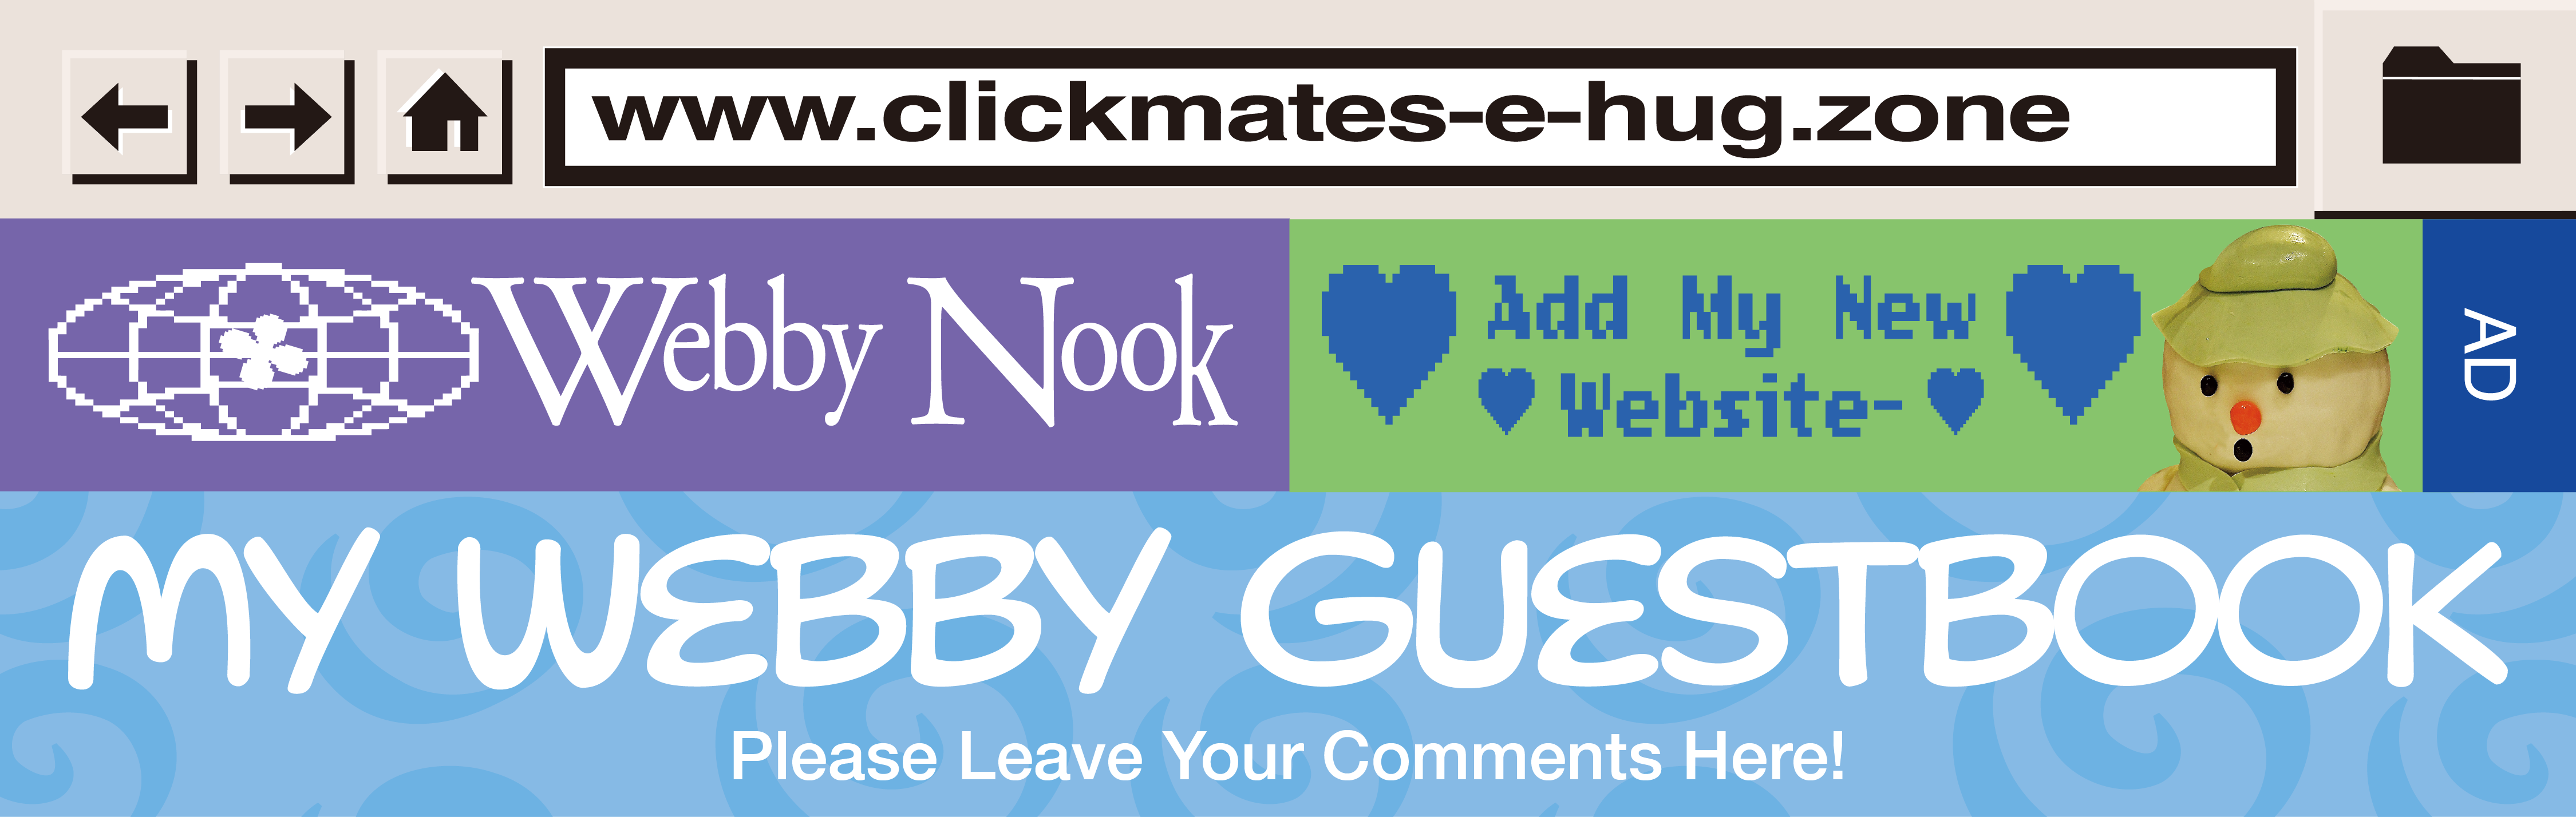 www.clickmates-e-hug.zone
Webby Nook
Add My New
Website-
AD
MY WEBBY GUESTBOOK
Please Leave Your Comments Here!